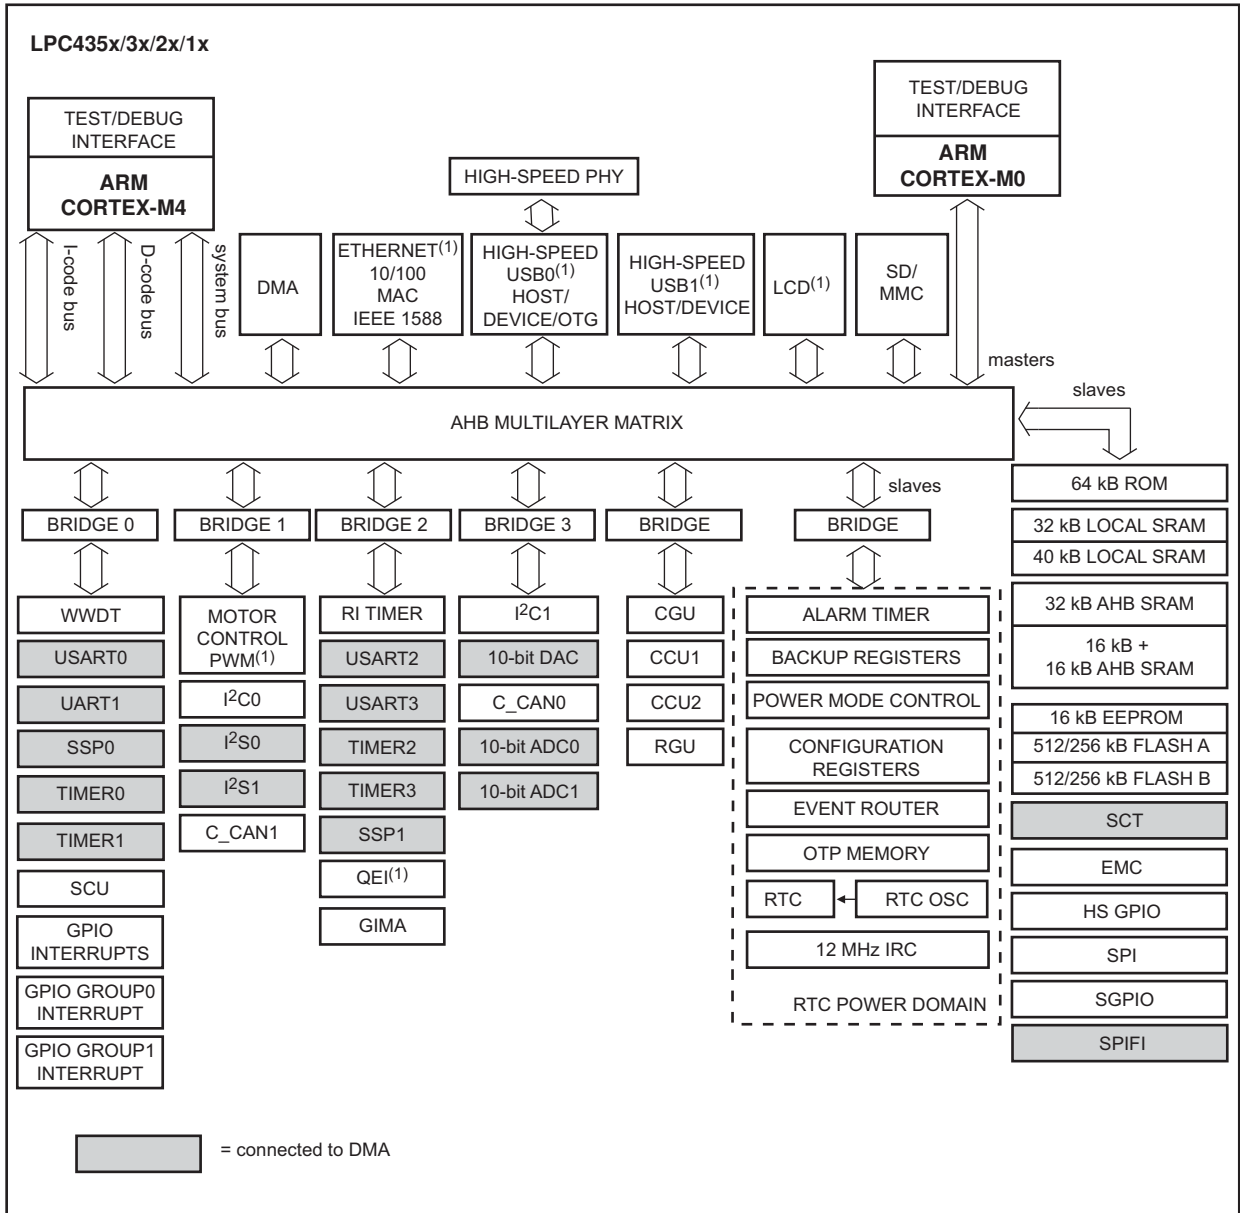 LPC435x/3x/2x/1x
TEST/DEBUG
INTERFACE
ARM
CORTEX-M4
HIGH-SPEED PHY
TEST/DEBUG
INTERFACE
ARM
CORTEX-M0
I-code bus
D-code bus
system bus
DMA
ETHERNET(1)
10/100
MAC
IEEE 1588
HIGH-SPEED
USB0(1)
HOST/
DEVICE/OTG
HIGH-SPEED
USB1(1)
HOST/DEVICE
LCD(1)
SD/
MMC
masters
slaves
AHB MULTILAYER MATRIX
slaves
BRIDGE 0
BRIDGE 1
BRIDGE 2
BRIDGE 3
BRIDGE
BRIDGE
WWDT
USART0
UART1
SSP0
TIMER0
TIMER1
SCU
GPIO
INTERRUPTS
GPIO GROUP0
INTERRUPT
GPIO GROUP1
INTERRUPT
MOTOR
CONTROL
PWM(1)
I2C0
I2S0
I2S1
C_CAN1
RI TIMER
USART2
USART3
TIMER2
TIMER3
SSP1
QEI(1)
GIMA
I2C1
10-bit DAC
C_CAN0
10-bit ADC0
10-bit ADC1
CGU
CCU1
CCU2
RGU
ALARM TIMER
BACKUP REGISTERS
POWER MODE CONTROL
CONFIGURATION
REGISTERS
EVENT ROUTER
OTP MEMORY
RTC
RTC OSC
12 MHz IRC
RTC POWER DOMAIN
64 kB ROM
32 kB LOCAL SRAM
40 kB LOCAL SRAM
32 kB AHB SRAM
16 kB +
16 kB AHB SRAM
16 kB EEPROM
512/256 kB FLASH A
512/256 kB FLASH B
SCT
EMC
HS GPIO
SPI
SGPIO
SPIFI
= connected to DMA